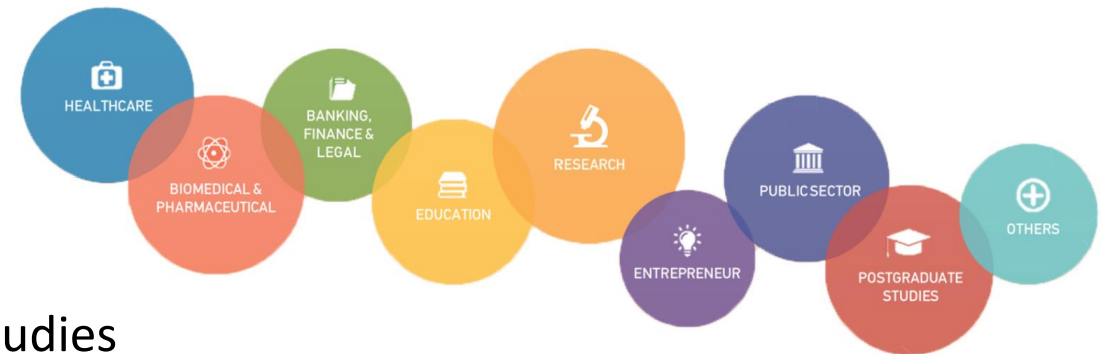 HEALTHCARE
BIOMEDICAL &
PHARMACEUTICAL
BANKING,
FINANCE &
LEGAL
EDUCATION
RESEARCH
ENTREPRENEUR
PUBLIC SECTOR
POSTGRADUATE
STUDIES
OTHERS
udies